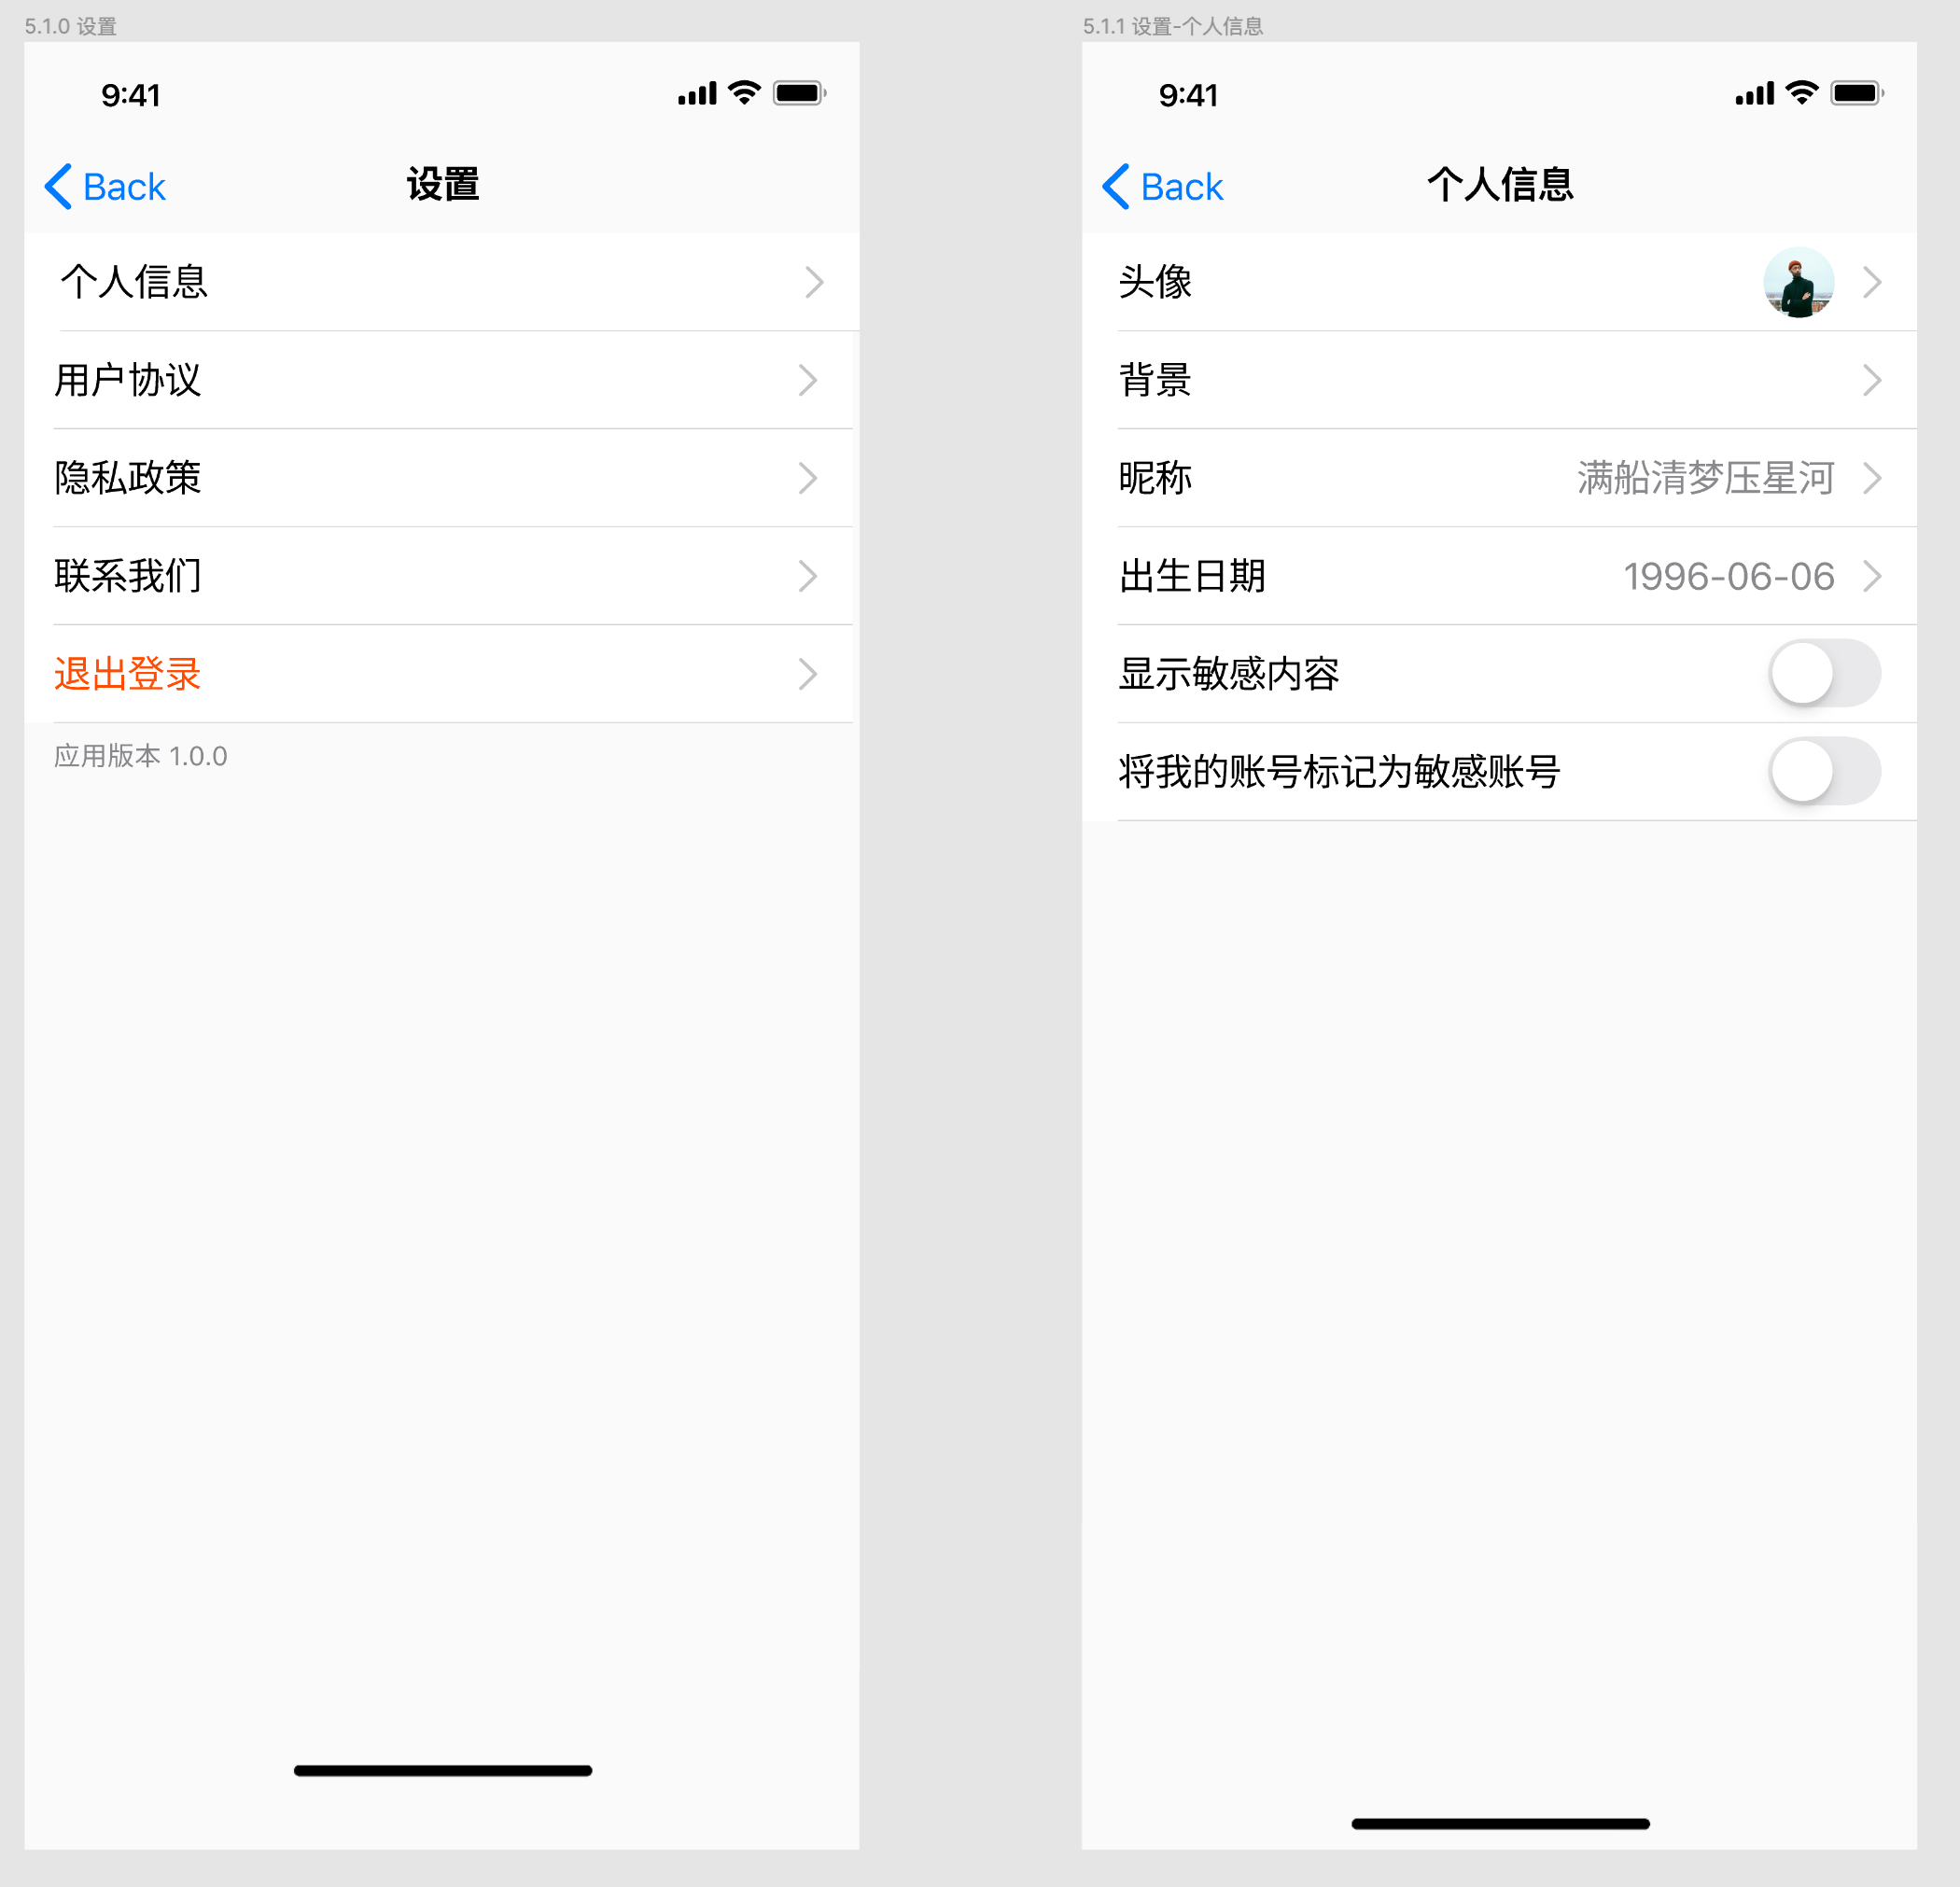 5.1.0 设置
9:41
Back
设置
个人信息
用户协议
隐私政策
联系我们
退出登录
应用版本 1.0.0
5.1.1 设置-个人信息
9:41
Back
个人信息
头像
背景
昵称 满船清梦压星河
出生日期 1996-06-06
显示敏感内容
将我的账号标记为敏感账号